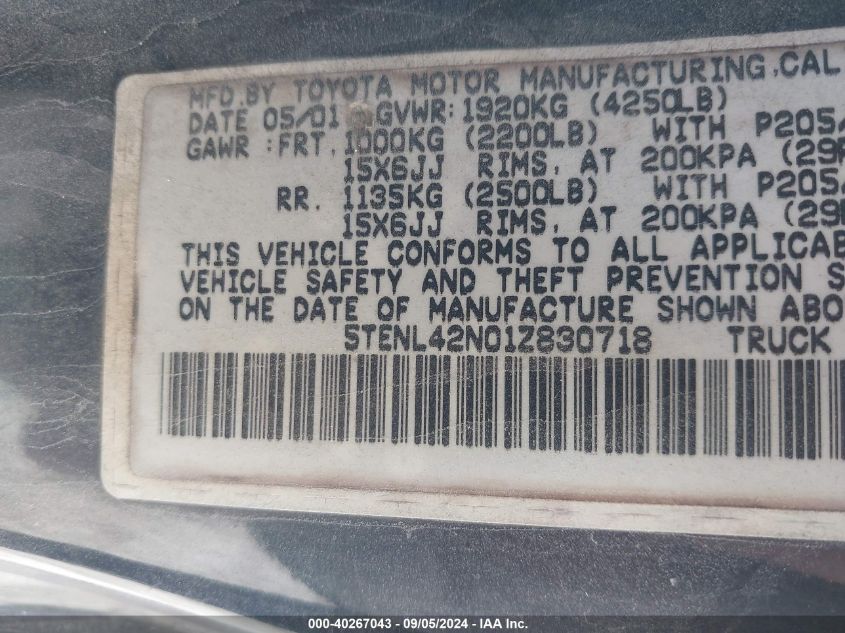 MFD.BY TOYOTA MOTOR MANUFACTURING,CAL
DATE 05/01 GVWR: 1920KG (4250LB)
GAWR :FRT. 1000KG (2200LB) WITH P205/
15X6JJ RIMS, AT 200KPA (29
RR. 1135KG (2500LB) WITH P205/
15X6JJ RIMS, AT 200KPA (29
THIS VEHICLE CONFORMS TO ALL APPLICAB
VEHICLE SAFETY AND THEFT PREVENTION S
ON THE DATE OF MANUFACTURE SHOWN ABO
5TENL42N01Z830718 TRUCK
000-40267043 - 09/05/2024 - IAA Inc.